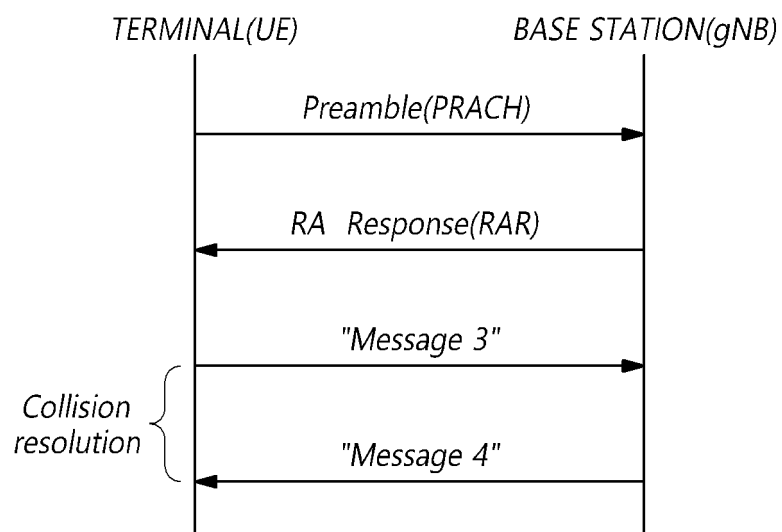 TERMINAL(UE)
BASE STATION(gNB)
Preamble(PRACH)
RA Response(RAR)
"Message 3"
Collision
resolution
"Message 4"